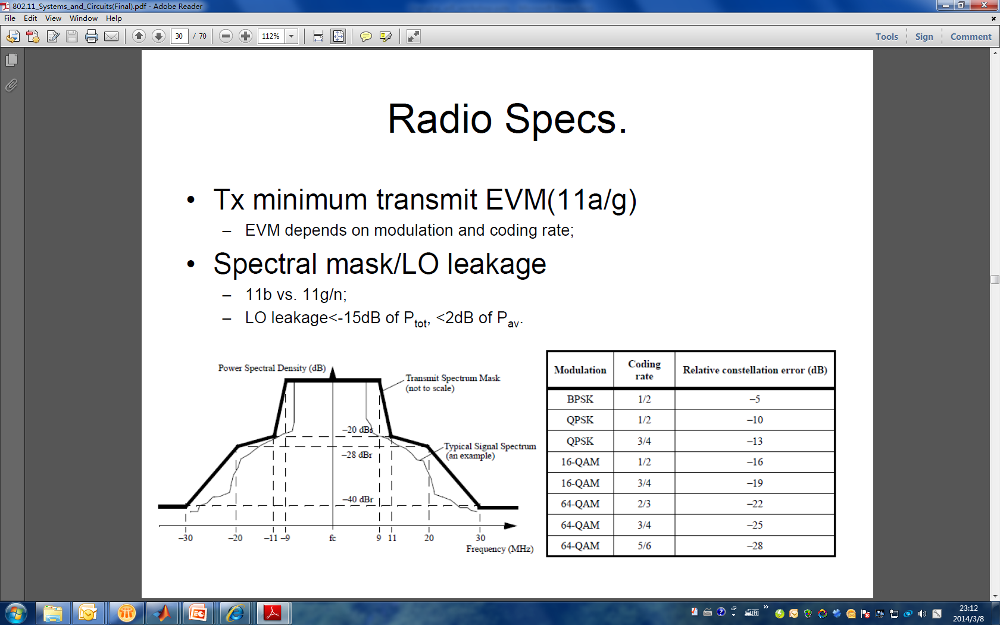 802.11_Systems_and_Circuits(Final).pdf - Adobe Reader
File Edit View Window Help
30 / 70 112% Tools Sign Comment
Radio Specs.
• Tx minimum transmit EVM(11a/g)
– EVM depends on modulation and coding rate;
• Spectral mask/LO leakage
– 11b vs. 11g/n;
– LO leakage<-15dB of Ptot, <2dB of Pav.
Power Spectral Density (dB)
Transmit Spectrum Mask
(not to scale)
–20 dBr
Typical Signal Spectrum
(an example)
–28 dBr
–40 dBr
–30 –20 –11 –9 fc 9 11 20 30
Frequency (MHz)
Modulation Coding rate Relative constellation error (dB)
BPSK 1/2 –5
QPSK 1/2 –10
QPSK 3/4 –13
16-QAM 1/2 –16
16-QAM 3/4 –19
64-QAM 2/3 –22
64-QAM 3/4 –25
64-QAM 5/6 –28
桌面 »
23:12
2014/3/8